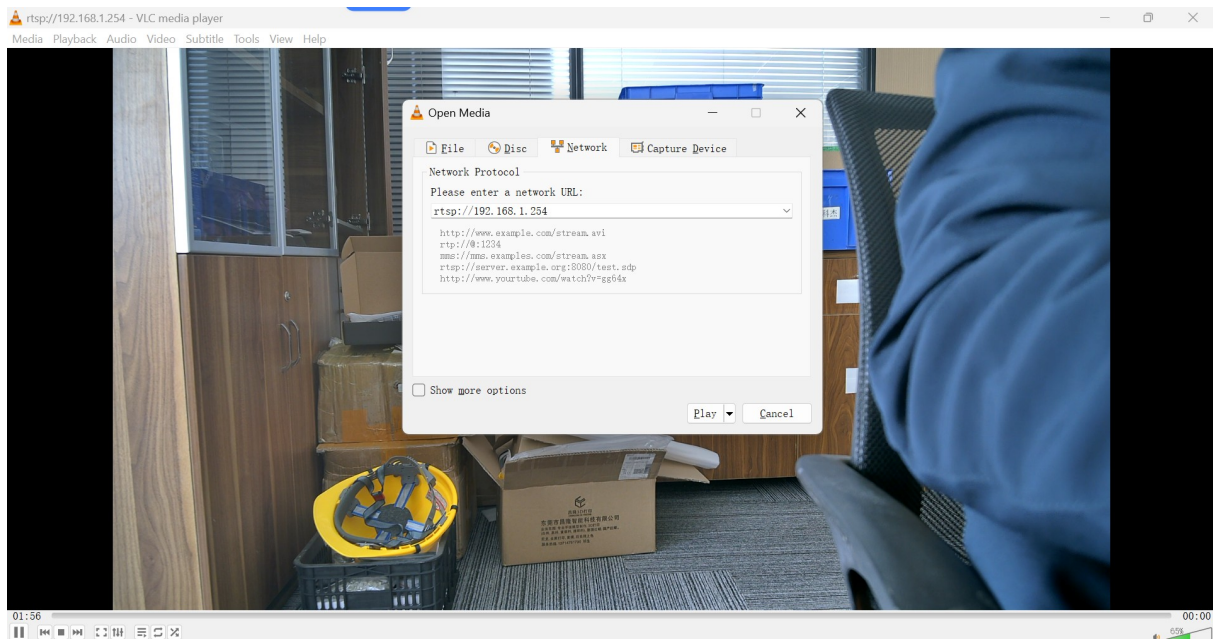 rtsp://192.168.1.254 - VLC media player
Media Playback Audio Video Subtitle Tools View Help
Open Media
File Disc Network Capture Device
Network Protocol
Please enter a network URL:
rtsp://192.168.1.254
http://www.example.com/stream.avi
rtp://@:1234
mms://mms.examples.com/stream.asx
rtsp://server.example.org:8080/test.sdp
http://www.yourtube.com/watch?v=gg64x
Show more options
Play Cancel
01:56
00:00
65%